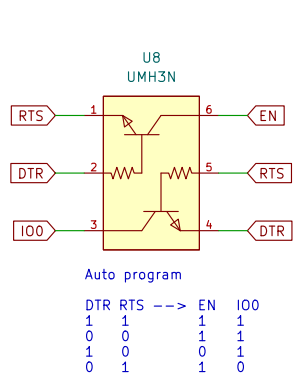 U8
UMH3N
RTS 1 6 EN
DTR 2 5 RTS
IO0 3 4 DTR
Auto program
DTR RTS --> EN IO0
1 1 1 1
0 0 1 1
1 0 0 1
0 1 1 0